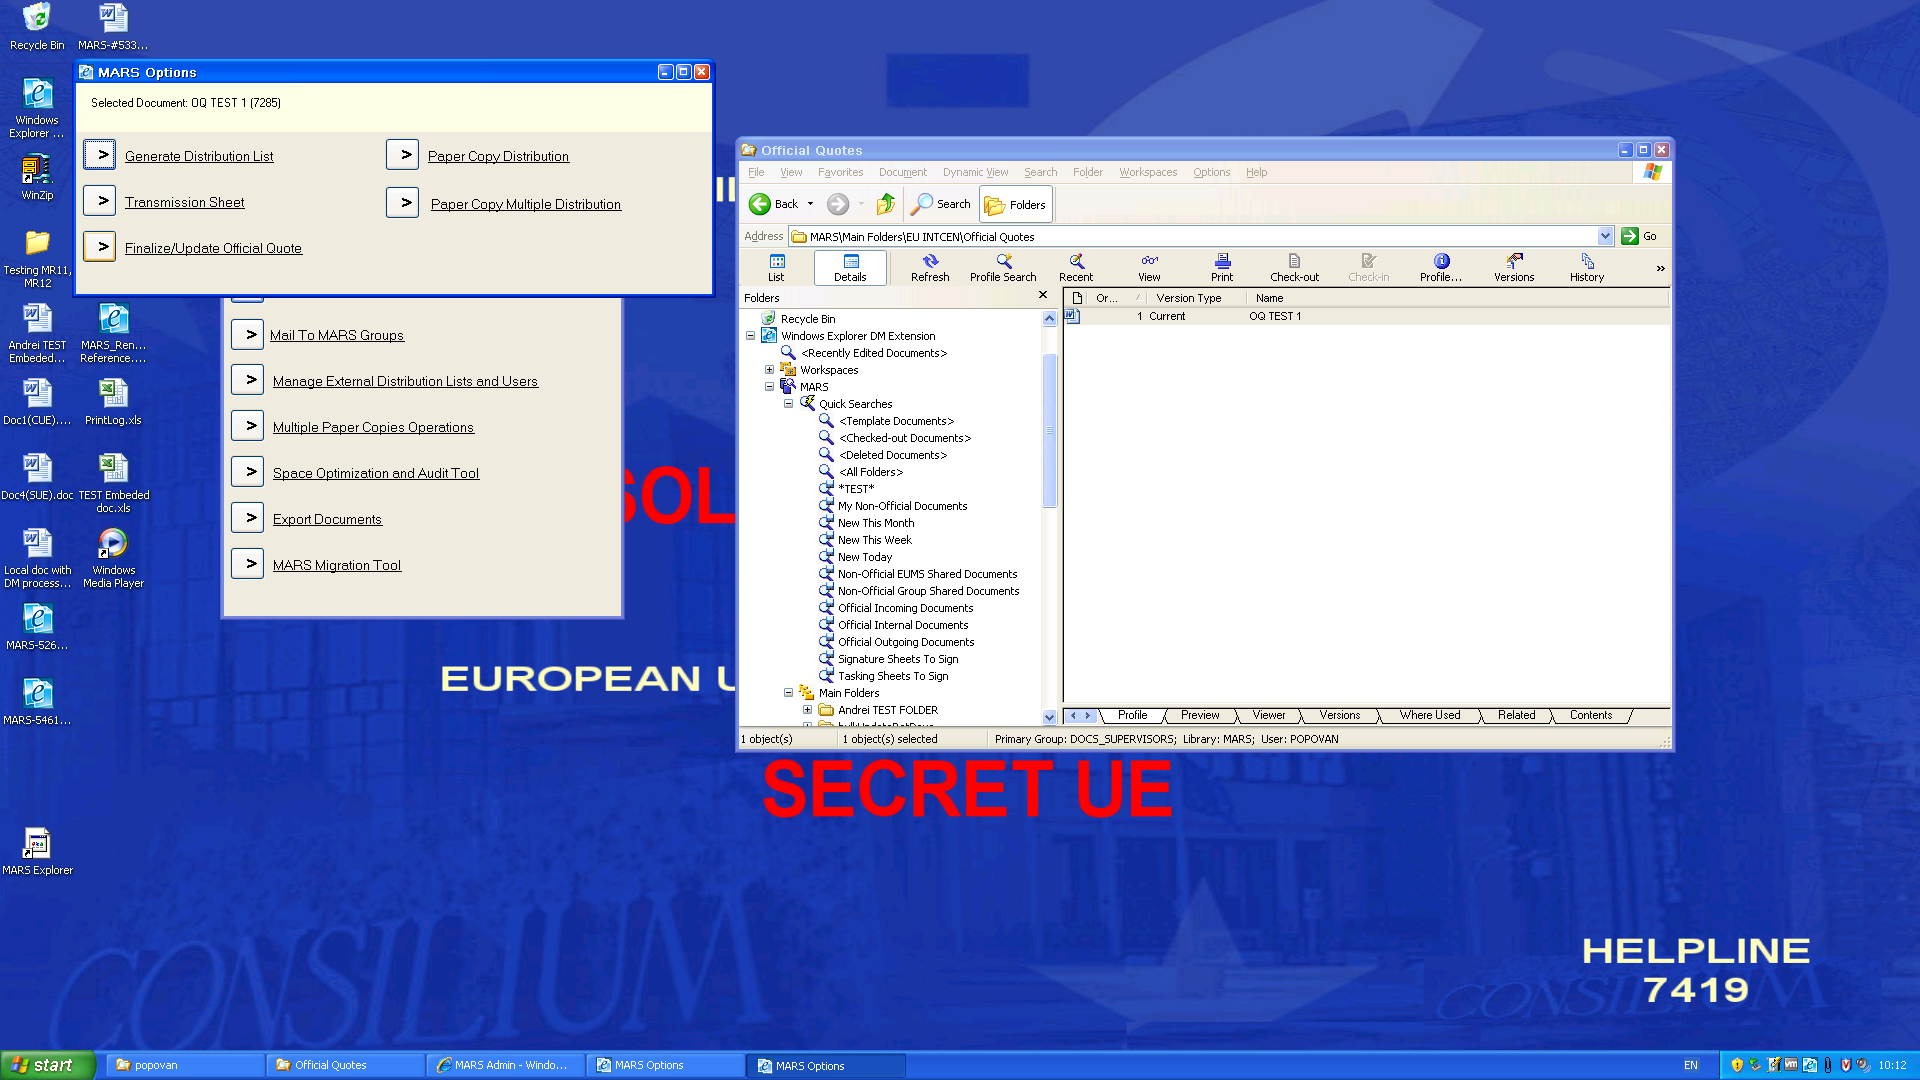 Recycle Bin
MARS-#533...
Windows
Explorer ...
WinZip
Testing MR11,
MR12
Andrei TEST
Embeded...
MARS_Ren...
Reference....
Doc1(CUE)....
PrintLog.xls
Doc4(SUE).doc
TEST Embeded
doc.xls
Local doc with
DM process...
Windows
Media Player
MARS-526...
MARS-5461...
MARS Explorer
MARS Options
Selected Document: OQ TEST 1 (7285)
> Generate Distribution List
> Paper Copy Distribution
> Transmission Sheet
> Paper Copy Multiple Distribution
> Finalize/Update Official Quote
> Mail To MARS Groups
> Manage External Distribution Lists and Users
> Multiple Paper Copies Operations
> Space Optimization and Audit Tool
> Export Documents
> MARS Migration Tool
SOL
EUROPEAN U
SECRET UE
HELPLINE
7419
CONSILIUM
CONSILIUM
Official Quotes
File View Favorites Document Dynamic View Search Folder Workspaces Options Help
Back Search Folders
Address MARS\Main Folders\EU INTCEN\Official Quotes Go
List Details Refresh Profile Search Recent View Print Check-out Check-in Profile... Versions History »
Folders
Or... Version Type Name
1 Current OQ TEST 1
Recycle Bin
Windows Explorer DM Extension
<Recently Edited Documents>
Workspaces
MARS
Quick Searches
<Template Documents>
<Checked-out Documents>
<Deleted Documents>
<All Folders>
*TEST*
My Non-Official Documents
New This Month
New This Week
New Today
Non-Official EUMS Shared Documents
Non-Official Group Shared Documents
Official Incoming Documents
Official Internal Documents
Official Outgoing Documents
Signature Sheets To Sign
Tasking Sheets To Sign
Main Folders
Andrei TEST FOLDER
Profile Preview Viewer Versions Where Used Related Contents
1 object(s) 1 object(s) selected Primary Group: DOCS_SUPERVISORS; Library: MARS; User: POPOVAN
start popovan Official Quotes MARS Admin - Windo... MARS Options MARS Options EN 10:12